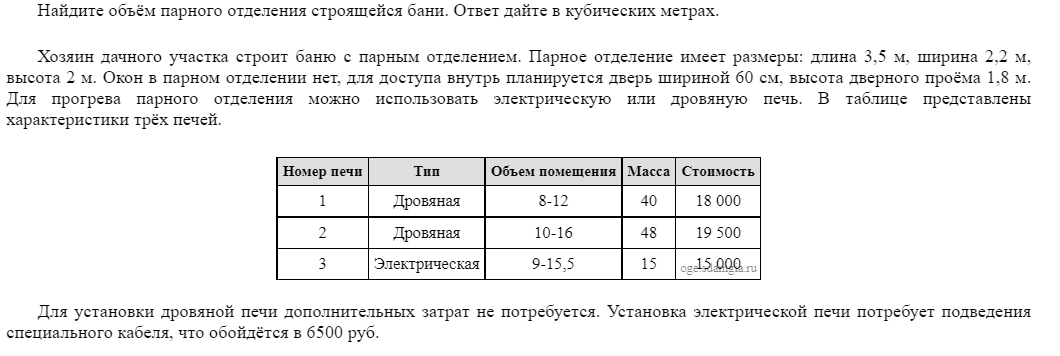 Найдите объём парного отделения строящейся бани. Ответ дайте в кубических метрах.
Хозяин дачного участка строит баню с парным отделением. Парное отделение имеет размеры: длина 3,5 м, ширина 2,2 м,
высота 2 м. Окон в парном отделении нет, для доступа внутрь планируется дверь шириной 60 см, высота дверного проёма 1,8 м.
Для прогрева парного отделения можно использовать электрическую или дровяную печь. В таблице представлены
характеристики трёх печей.
Номер печи Тип Объем помещения Масса Стоимость
1 Дровяная 8-12 40 18 000
2 Дровяная 10-16 48 19 500
3 Электрическая 9-15,5 15 15 000
oge.sdamgia.ru
Для установки дровяной печи дополнительных затрат не потребуется. Установка электрической печи потребует подведения
специального кабеля, что обойдётся в 6500 руб.